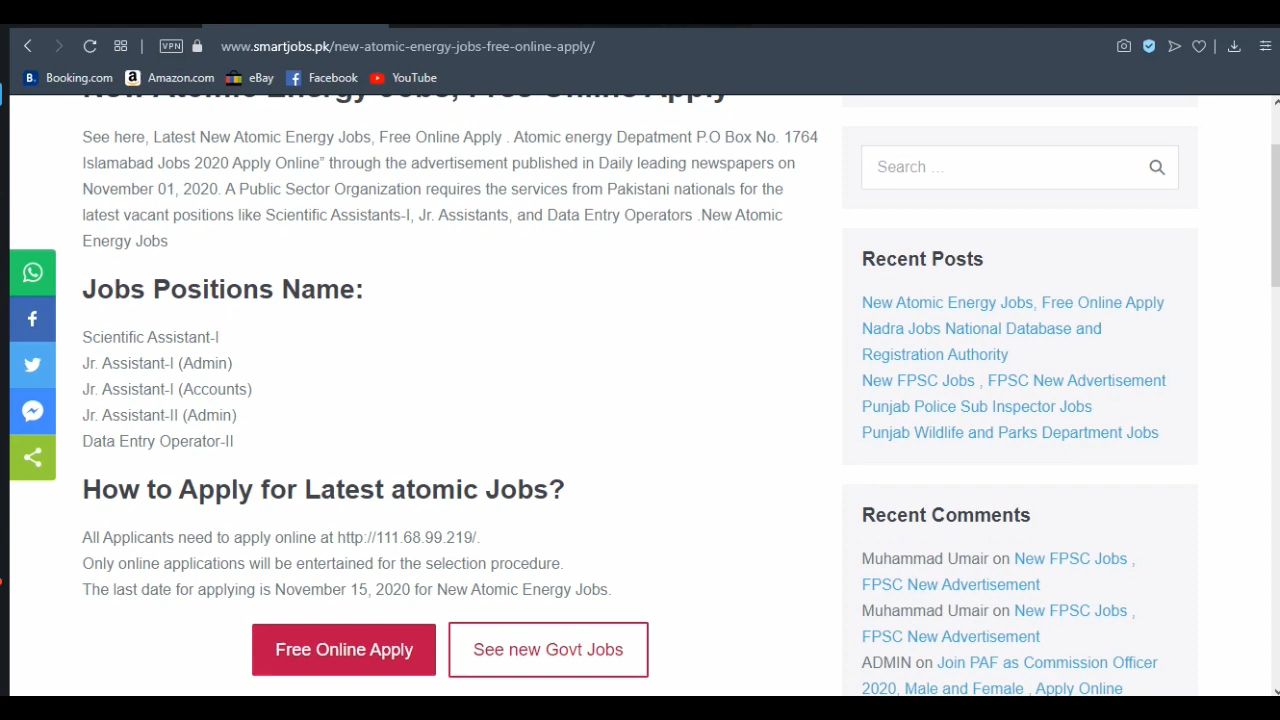 VPN
www.smartjobs.pk/new-atomic-energy-jobs-free-online-apply/
B. Booking.com
a Amazon.com
eBay
Facebook
YouTube
New Atomic Energy Jobs, Free Online Apply
See here, Latest New Atomic Energy Jobs, Free Online Apply . Atomic energy Depatment P.O Box No. 1764
Islamabad Jobs 2020 Apply Online” through the advertisement published in Daily leading newspapers on
November 01, 2020. A Public Sector Organization requires the services from Pakistani nationals for the
latest vacant positions like Scientific Assistants-I, Jr. Assistants, and Data Entry Operators .New Atomic
Energy Jobs
Jobs Positions Name:
Scientific Assistant-I
Jr. Assistant-I (Admin)
Jr. Assistant-I (Accounts)
Jr. Assistant-II (Admin)
Data Entry Operator-II
How to Apply for Latest atomic Jobs?
All Applicants need to apply online at http://111.68.99.219/.
Only online applications will be entertained for the selection procedure.
The last date for applying is November 15, 2020 for New Atomic Energy Jobs.
Free Online Apply
See new Govt Jobs
Search …
Recent Posts
New Atomic Energy Jobs, Free Online Apply
Nadra Jobs National Database and
Registration Authority
New FPSC Jobs , FPSC New Advertisement
Punjab Police Sub Inspector Jobs
Punjab Wildlife and Parks Department Jobs
Recent Comments
Muhammad Umair on New FPSC Jobs ,
FPSC New Advertisement
Muhammad Umair on New FPSC Jobs ,
FPSC New Advertisement
ADMIN on Join PAF as Commission Officer
2020, Male and Female , Apply Online